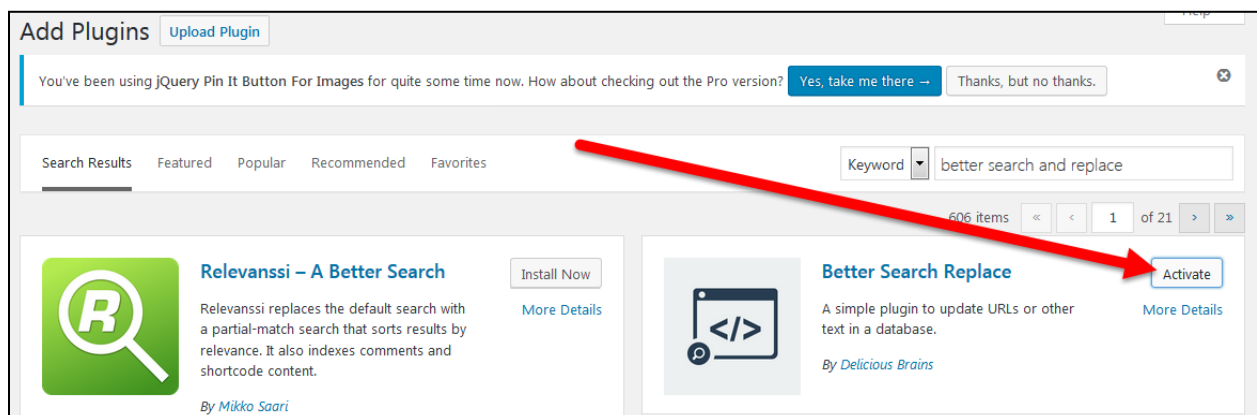 Add Plugins Upload Plugin
Help
You've been using jQuery Pin It Button For Images for quite some time now. How about checking out the Pro version? Yes, take me there → Thanks, but no thanks.
Search Results Featured Popular Recommended Favorites Keyword better search and replace
606 items « ‹ 1 of 21 › »
Relevanssi – A Better Search
Install Now
Relevanssi replaces the default search with
a partial-match search that sorts results by
relevance. It also indexes comments and
shortcode content.
More Details
By Mikko Saari
R
Better Search Replace
Activate
A simple plugin to update URLs or other
text in a database.
More Details
By Delicious Brains
</>